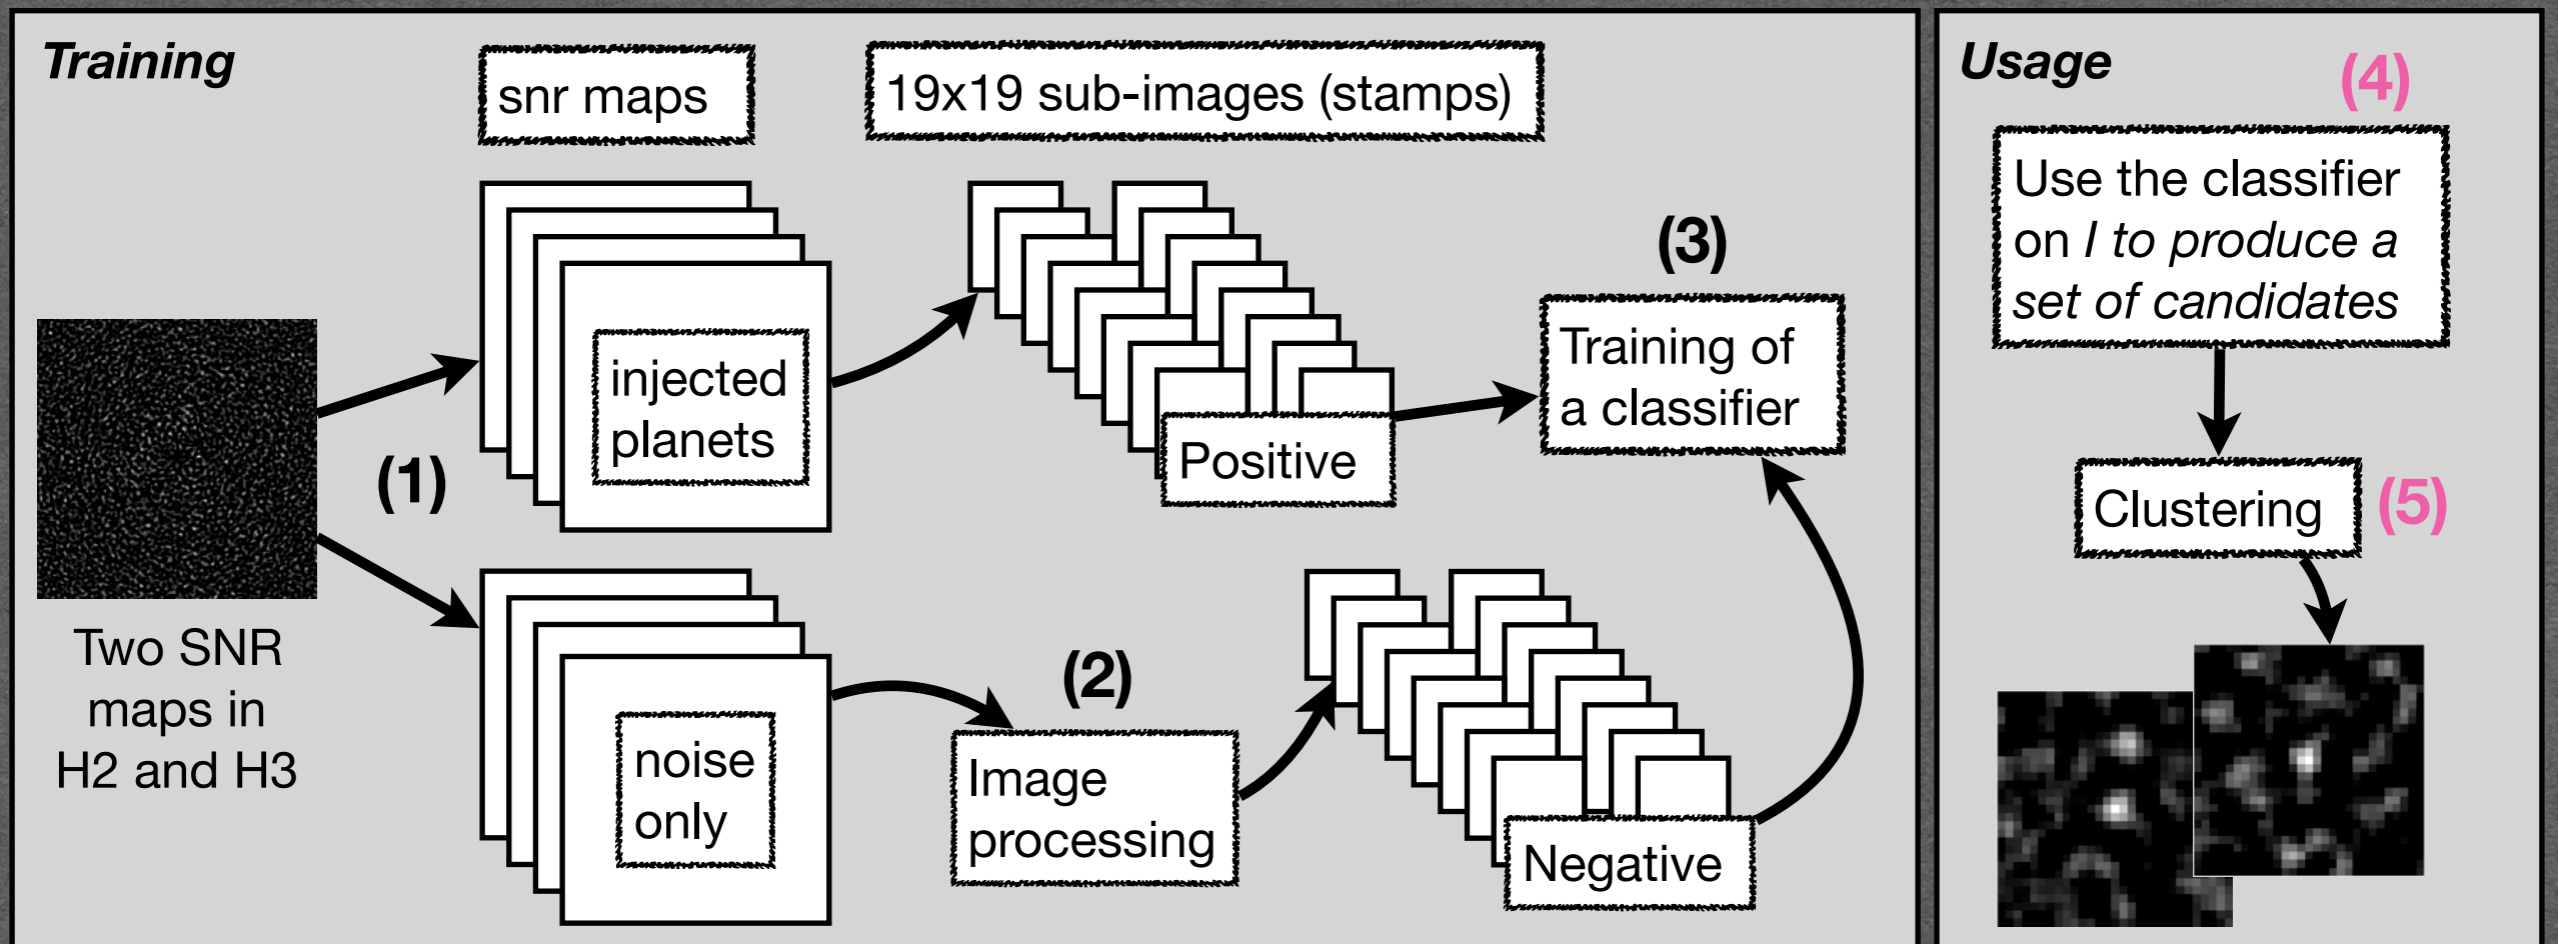 Training
snr maps
19x19 sub-images (stamps)
injected
planets
Positive
(3)
Training of
a classifier
(1)
Two SNR
maps in
H2 and H3
noise
only
(2)
Image
processing
Negative
Usage
(4)
Use the classifier
on I to produce a
set of candidates
Clustering
(5)